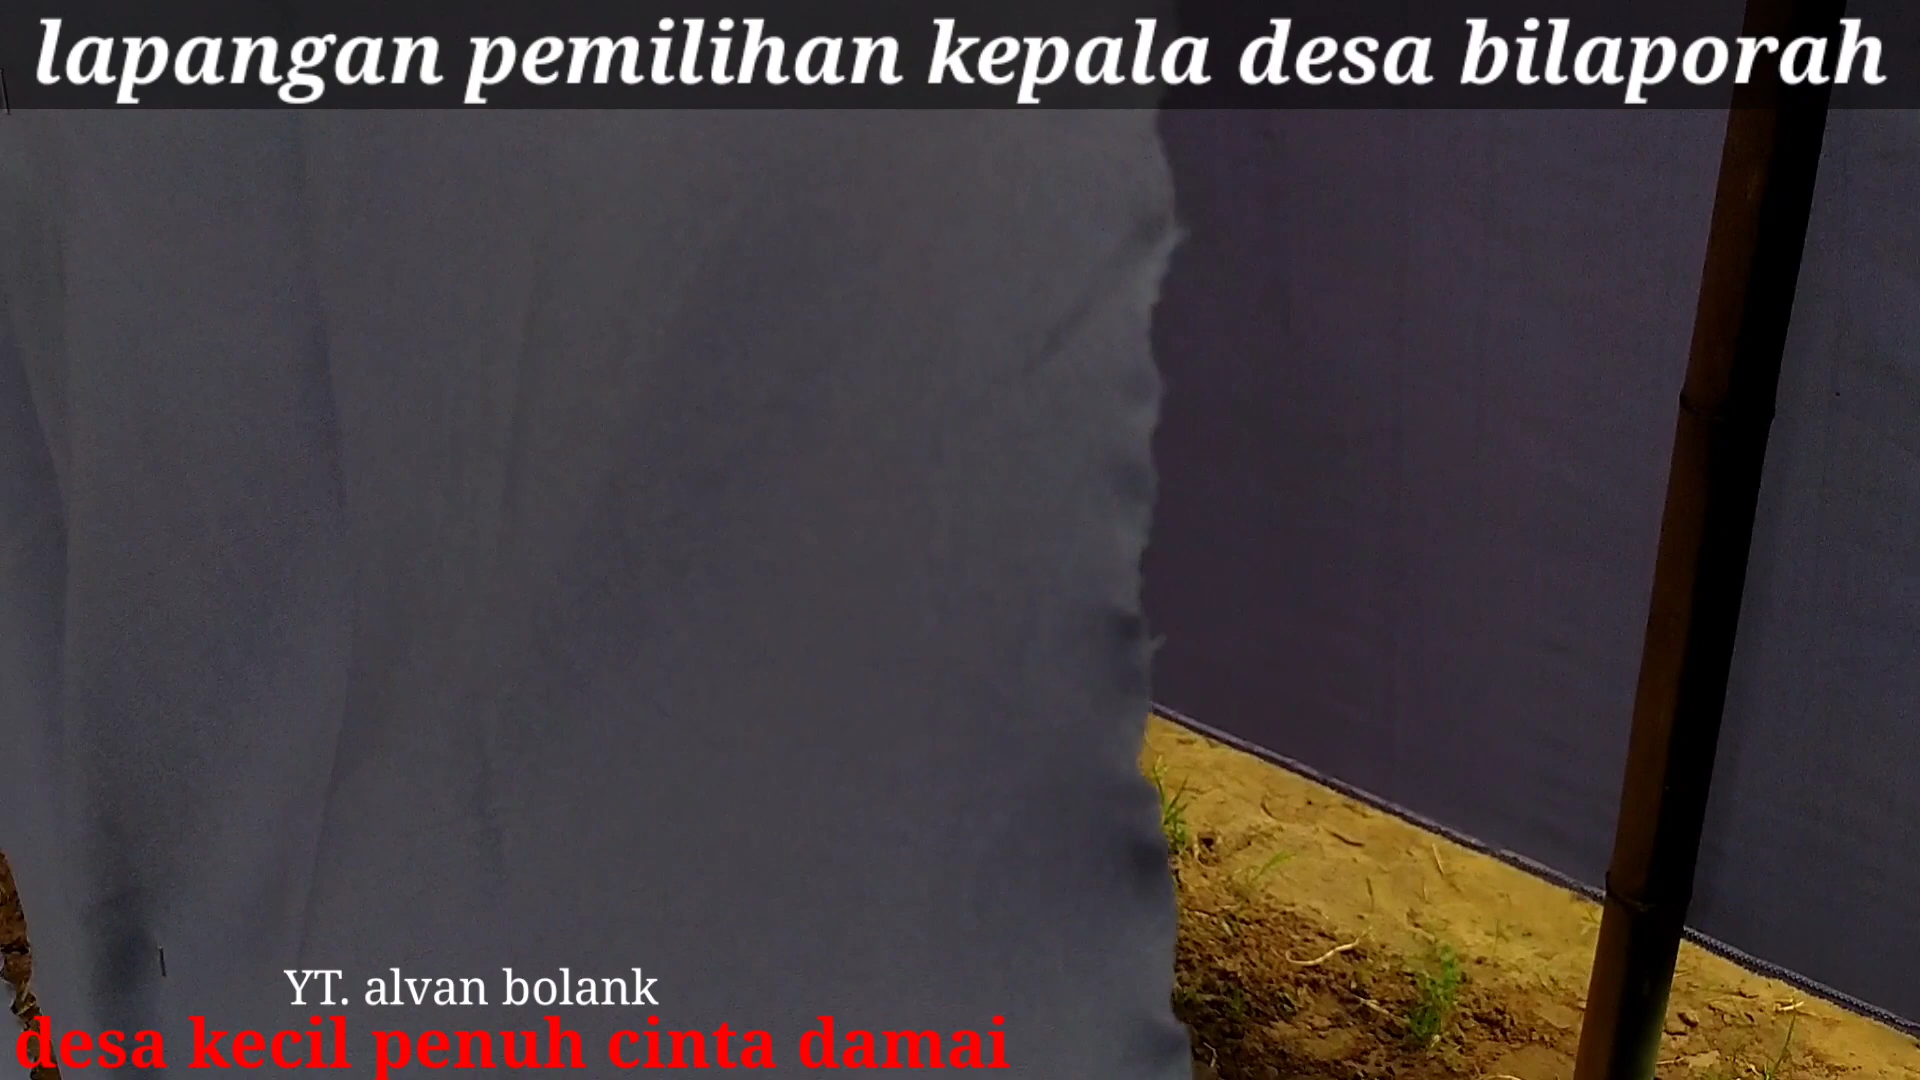 lapangan pemilihan kepala desa bilaporah
YT. alvan bolank
desa kecil penuh cinta damai